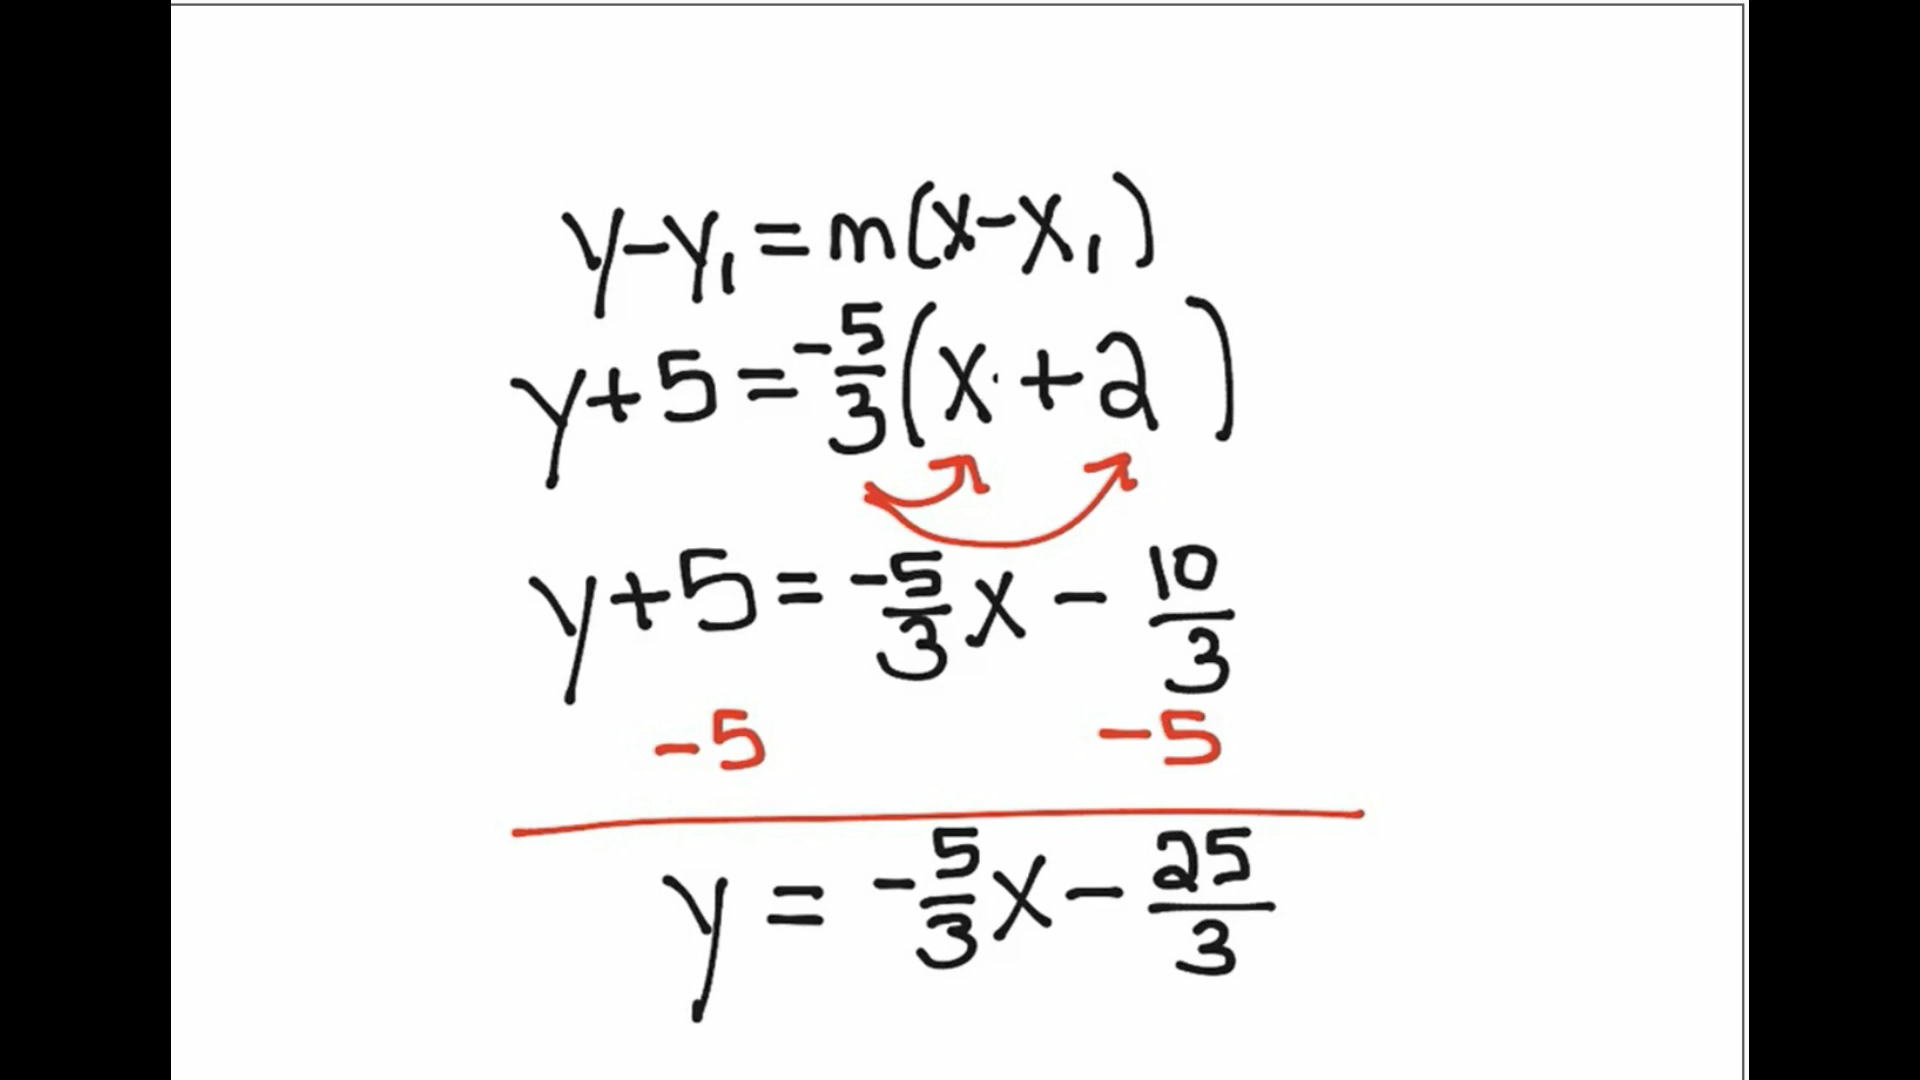 y-y₁=m(x-x₁)
y+5=-5/3(x+2)
y+5=-5/3x-10/3
-5 -5
y=-5/3x-25/3